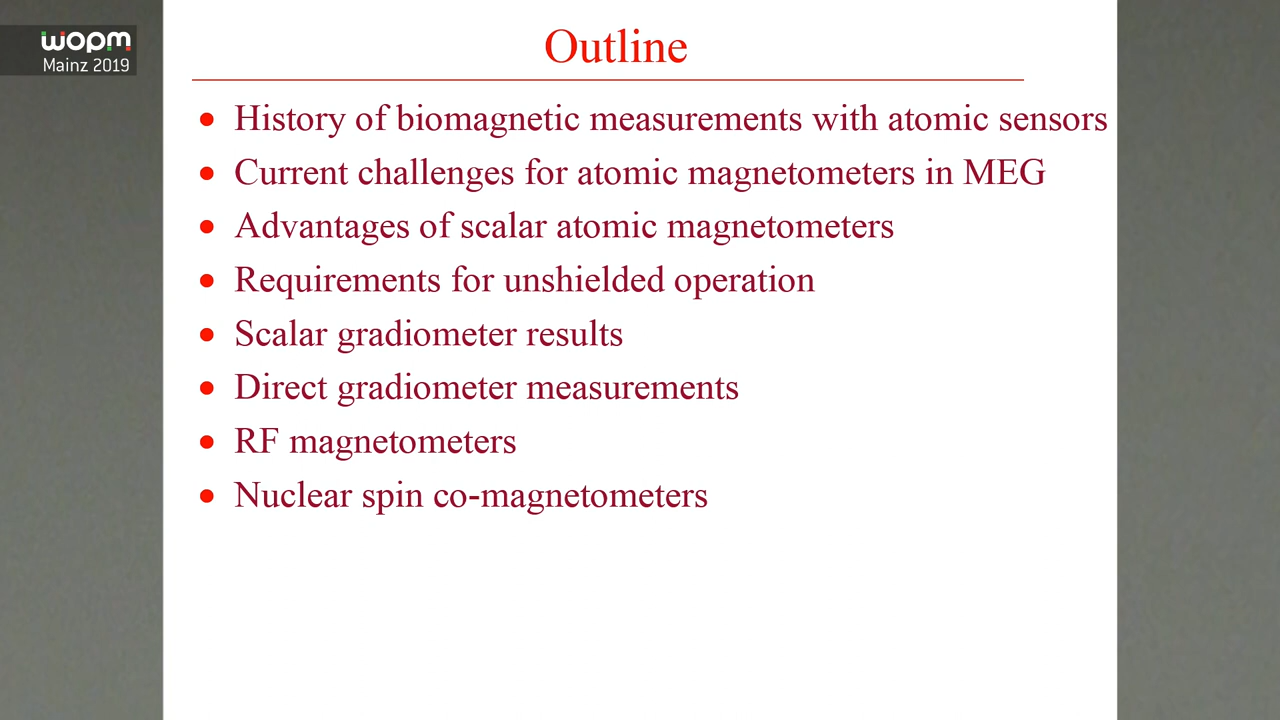 wopm
Mainz 2019
Outline
• History of biomagnetic measurements with atomic sensors
• Current challenges for atomic magnetometers in MEG
• Advantages of scalar atomic magnetometers
• Requirements for unshielded operation
• Scalar gradiometer results
• Direct gradiometer measurements
• RF magnetometers
• Nuclear spin co-magnetometers